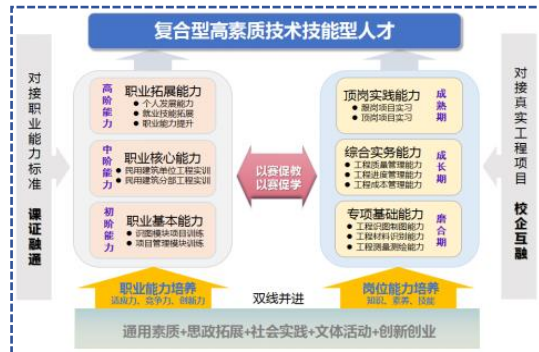 复合型高素质技术技能型人才
对接职业能力标准 课证融通
高阶能力
职业拓展能力
● 个人发展能力
● 就业技能拓展
● 职业能力提升
中阶能力
职业核心能力
● 民用建筑单位工程实训
● 民用建筑分部工程实训
初阶能力
职业基本能力
● 识图模块项目训练
● 项目管理模块训练
以赛促教
以赛促学
顶岗实践能力
● 跟岗项目实习
● 顶岗项目实习
成熟期
综合实务能力
● 工程质量管理能力
● 工程进度管理能力
● 工程成本管理能力
成长期
专项基础能力
● 工程识图制图能力
● 工程材料识别能力
● 工程测量测绘能力
磨合期
对接真实工程项目 校企互融
职业能力培养
适应力、竞争力、创新力
双线并进
岗位能力培养
知识、素养、技能
通用素质+思政拓展+社会实践+文体活动+创新创业